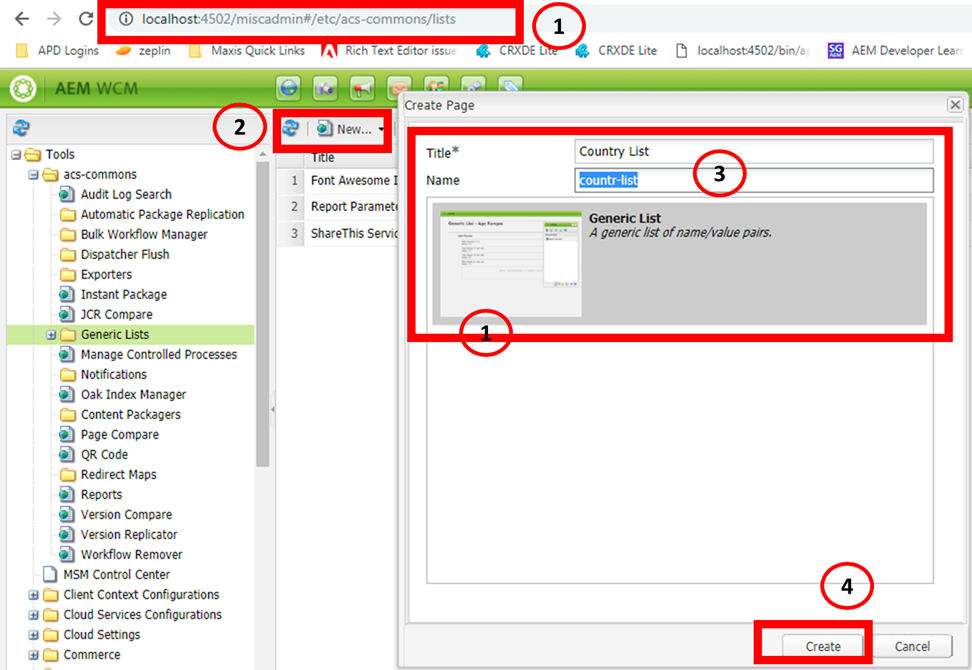 localhost:4502/miscadmin#/etc/acs-commons/lists
1
APD Logins
zeplin
Maxis Quick Links
Rich Text Editor issue
CRXDE Lite
CRXDE Lite
localhost:4502/bin/a
SG
AEM
AEM Developer Learn
AEM WCM
2
New...
Title
1 Font Awesome I
2 Report Paramete
3 ShareThis Servic
Tools
acs-commons
Audit Log Search
Automatic Package Replication
Bulk Workflow Manager
Dispatcher Flush
Exporters
Instant Package
JCR Compare
Generic Lists
Manage Controlled Processes
Notifications
Oak Index Manager
Content Packagers
Page Compare
QR Code
Redirect Maps
Reports
Version Compare
Version Replicator
Workflow Remover
MSM Control Center
Client Context Configurations
Cloud Services Configurations
Cloud Settings
Commerce
Create Page
Title*
Country List
Name
countr-list
3
Generic List - Age Ranges
Generic List
A generic list of name/value pairs.
1
4
Create
Cancel